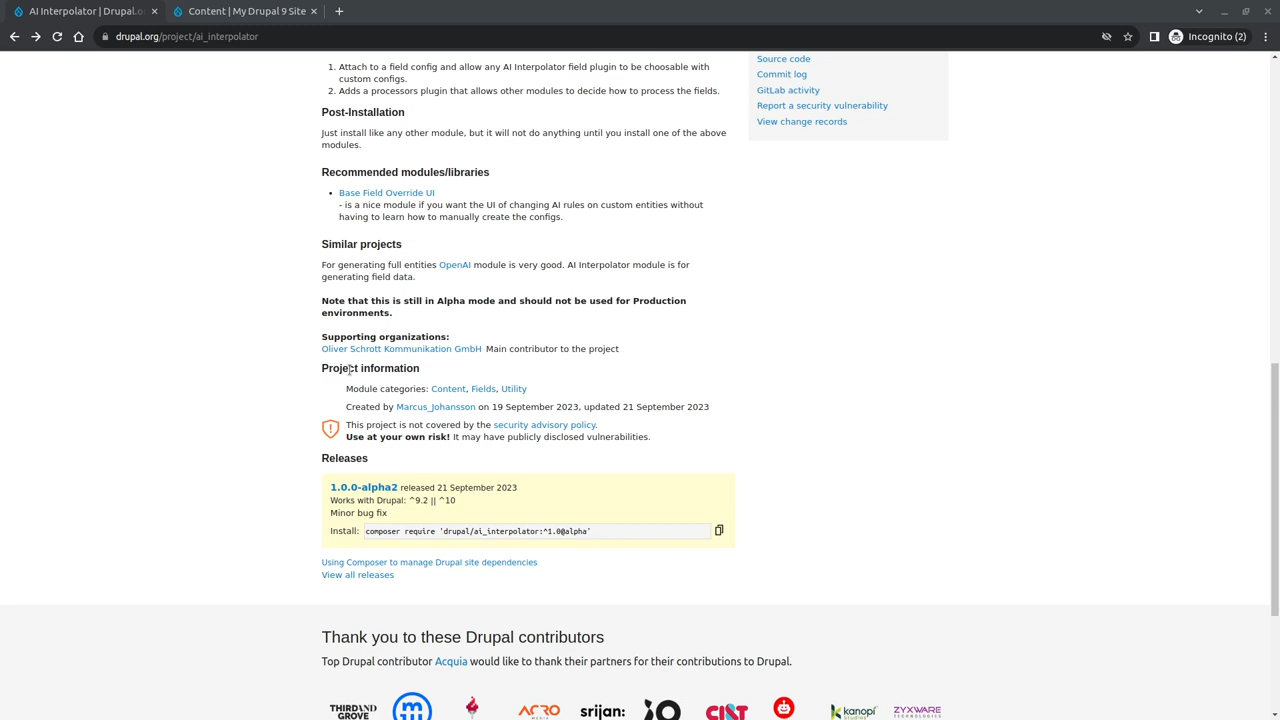 AI Interpolator | Drupal.o
Content | My Drupal 9 Site
drupal.org/project/ai_interpolator
Incognito (2)
1. Attach to a field config and allow any AI Interpolator field plugin to be choosable with
custom configs.
2. Adds a processors plugin that allows other modules to decide how to process the fields.
Post-Installation
Just install like any other module, but it will not do anything until you install one of the above
modules.
Recommended modules/libraries
• Base Field Override UI
- is a nice module if you want the UI of changing AI rules on custom entities without
having to learn how to manually create the configs.
Similar projects
For generating full entities OpenAI module is very good. AI Interpolator module is for
generating field data.
Note that this is still in Alpha mode and should not be used for Production
environments.
Supporting organizations:
Oliver Schrott Kommunikation GmbH Main contributor to the project
Project information
Module categories: Content, Fields, Utility
Created by Marcus_Johansson on 19 September 2023, updated 21 September 2023
This project is not covered by the security advisory policy.
Use at your own risk! It may have publicly disclosed vulnerabilities.
Releases
1.0.0-alpha2 released 21 September 2023
Works with Drupal: ^9.2 || ^10
Minor bug fix
Install: composer require 'drupal/ai_interpolator:^1.0@alpha'
Using Composer to manage Drupal site dependencies
View all releases
Source code
Commit log
GitLab activity
Report a security vulnerability
View change records
Thank you to these Drupal contributors
Top Drupal contributor Acquia would like to thank their partners for their contributions to Drupal.
THIRD AND
GROVE
ACRO
MEDIA
srijan:
CI&T
kanopi
STUDIOS
ZYXWARE
TECHNOLOGIES